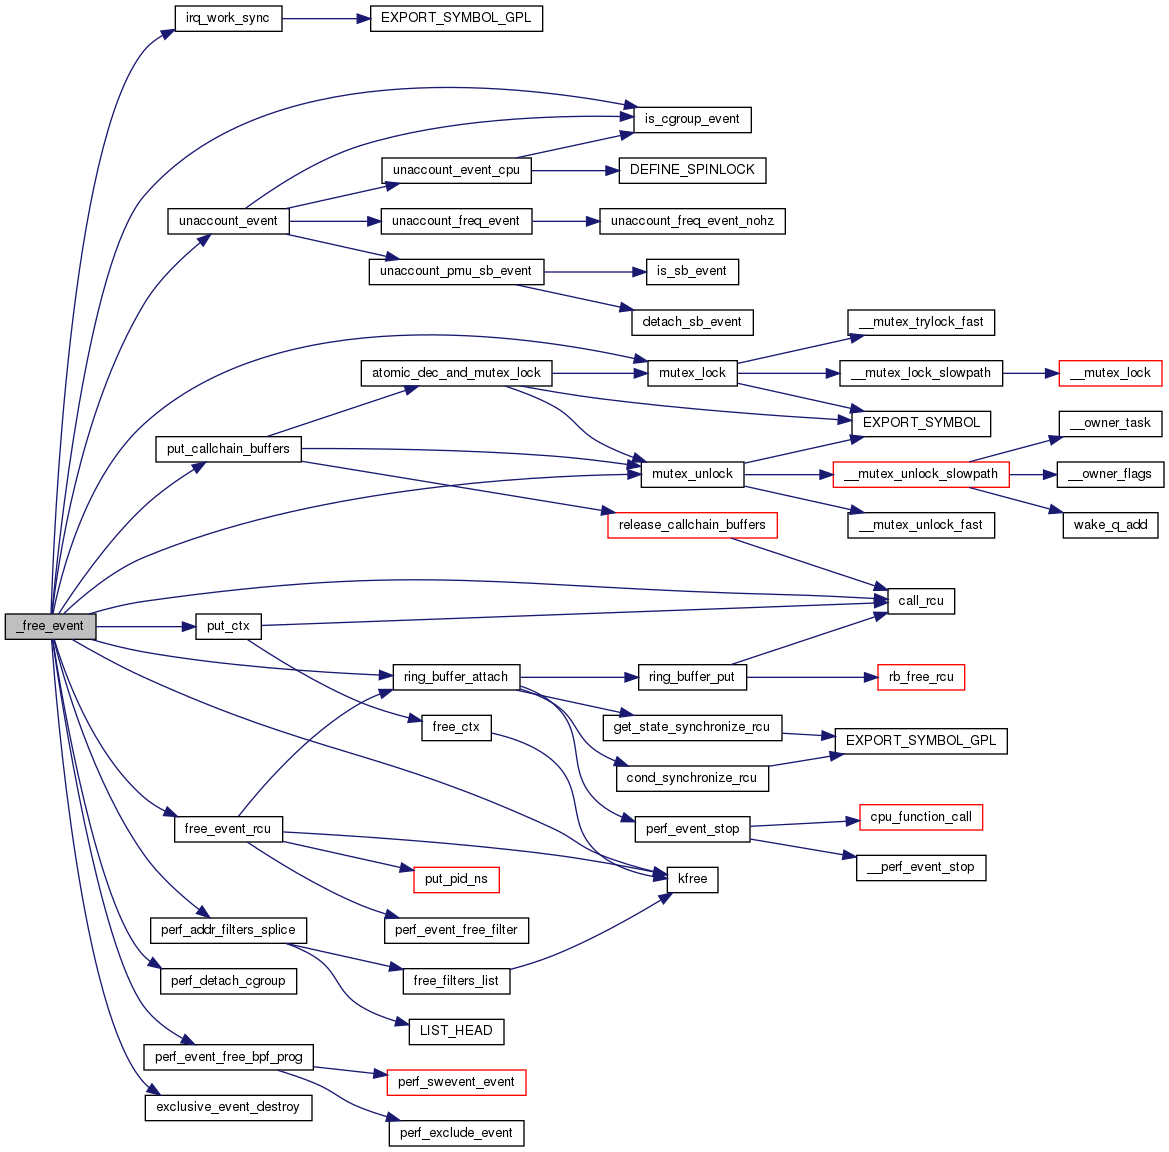 irq_work_sync
EXPORT_SYMBOL_GPL
is_cgroup_event
unaccount_event_cpu
DEFINE_SPINLOCK
unaccount_event
unaccount_freq_event
unaccount_freq_event_nohz
unaccount_pmu_sb_event
is_sb_event
detach_sb_event
__mutex_trylock_fast
atomic_dec_and_mutex_lock
mutex_lock
__mutex_lock_slowpath
__mutex_lock
EXPORT_SYMBOL
__owner_task
put_callchain_buffers
mutex_unlock
__mutex_unlock_slowpath
__owner_flags
release_callchain_buffers
__mutex_unlock_fast
wake_q_add
call_rcu
_free_event
put_ctx
ring_buffer_attach
ring_buffer_put
rb_free_rcu
free_ctx
get_state_synchronize_rcu
EXPORT_SYMBOL_GPL
cond_synchronize_rcu
free_event_rcu
perf_event_stop
cpu_function_call
__perf_event_stop
put_pid_ns
kfree
perf_addr_filters_splice
perf_event_free_filter
perf_detach_cgroup
free_filters_list
LIST_HEAD
perf_event_free_bpf_prog
perf_swevent_event
exclusive_event_destroy
perf_exclude_event